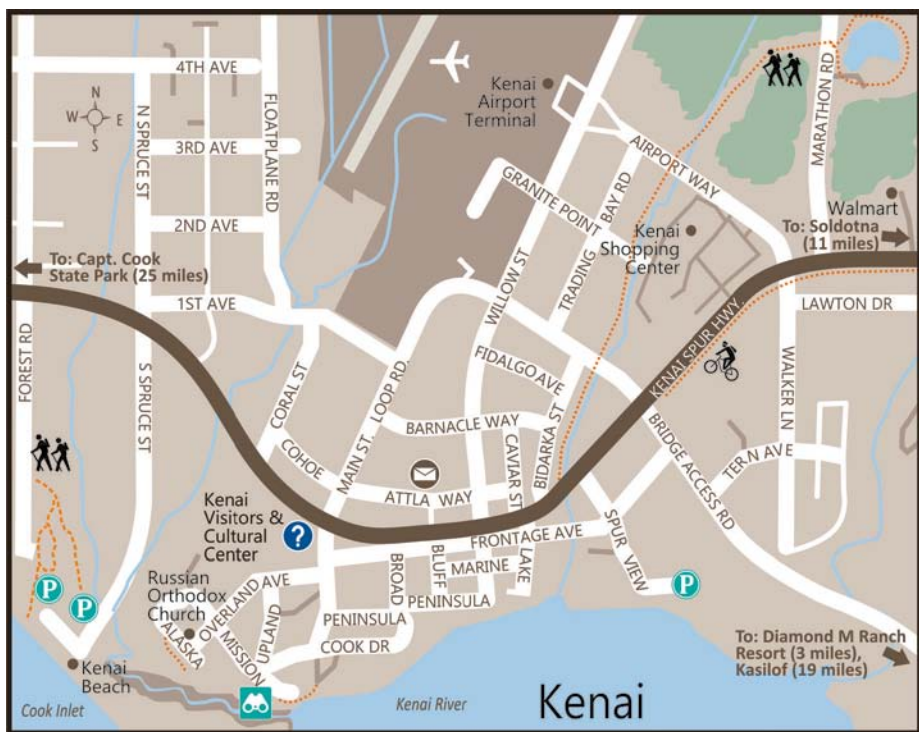 4TH AVE
N
W E
S
N SPRUCE ST
FLOATPLANE RD
3RD AVE
2ND AVE
1ST AVE
Kenai
Airport
Terminal
AIRPORT WAY
MARATHON RD
GRANITE POINT
TRADING BAY RD
WILLOW ST
Kenai
Shopping
Center
Walmart
To: Soldotna
(11 miles)
To: Capt. Cook
State Park (25 miles)
LAWTON DR
KENAI SPUR HWY.
FOREST RD
S SPRUCE ST
CORAL ST
MAIN ST. LOOP RD.
FIDALGO AVE
BARNACLE WAY
CAVIAR ST
BIDARKA ST
BRIDGE ACCESS RD
WALKER LN
TERN AVE
COHOE
ATTLA WAY
Kenai
Visitors &
Cultural
Center
?
FRONTAGE AVE
SPUR VIEW
BROAD
BLUFF
MARINE
LAKE
Russian
Orthodox
Church
OVERLAND AVE
ALASKA
MISSION
UPLAND
PENINSULA
PENINSULA
COOK DR
P
P
P
Kenai
Beach
To: Diamond M Ranch
Resort (3 miles),
Kasilof (19 miles)
Cook Inlet
Kenai River
Kenai